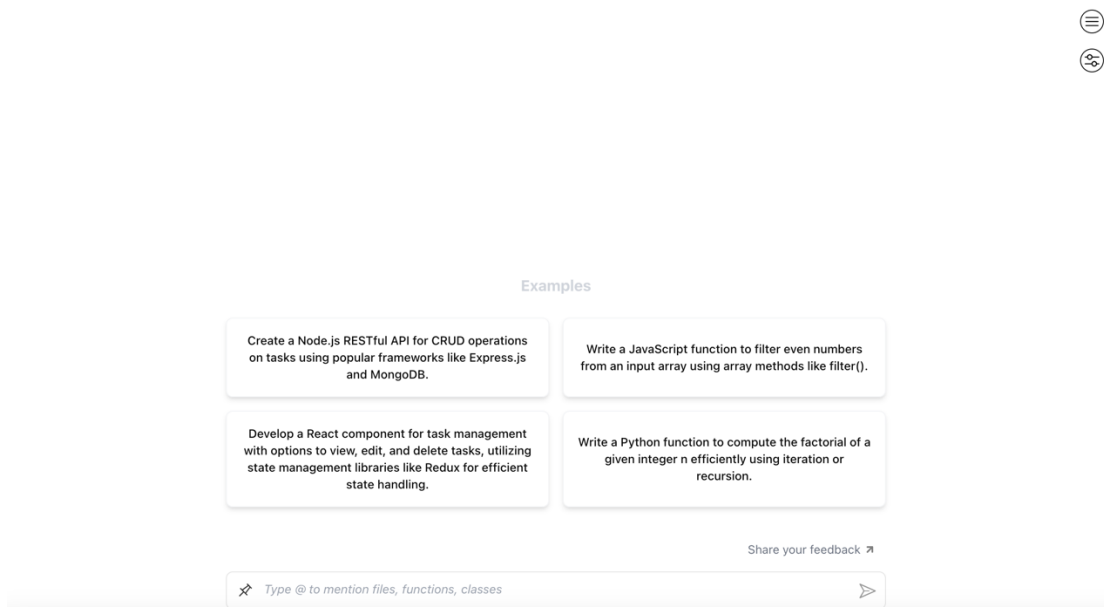 Examples
Create a Node.js RESTful API for CRUD operations
on tasks using popular frameworks like Express.js
and MongoDB.
Write a JavaScript function to filter even numbers
from an input array using array methods like filter().
Develop a React component for task management
with options to view, edit, and delete tasks, utilizing
state management libraries like Redux for efficient
state handling.
Write a Python function to compute the factorial of a
given integer n efficiently using iteration or
recursion.
Share your feedback
Type @ to mention files, functions, classes